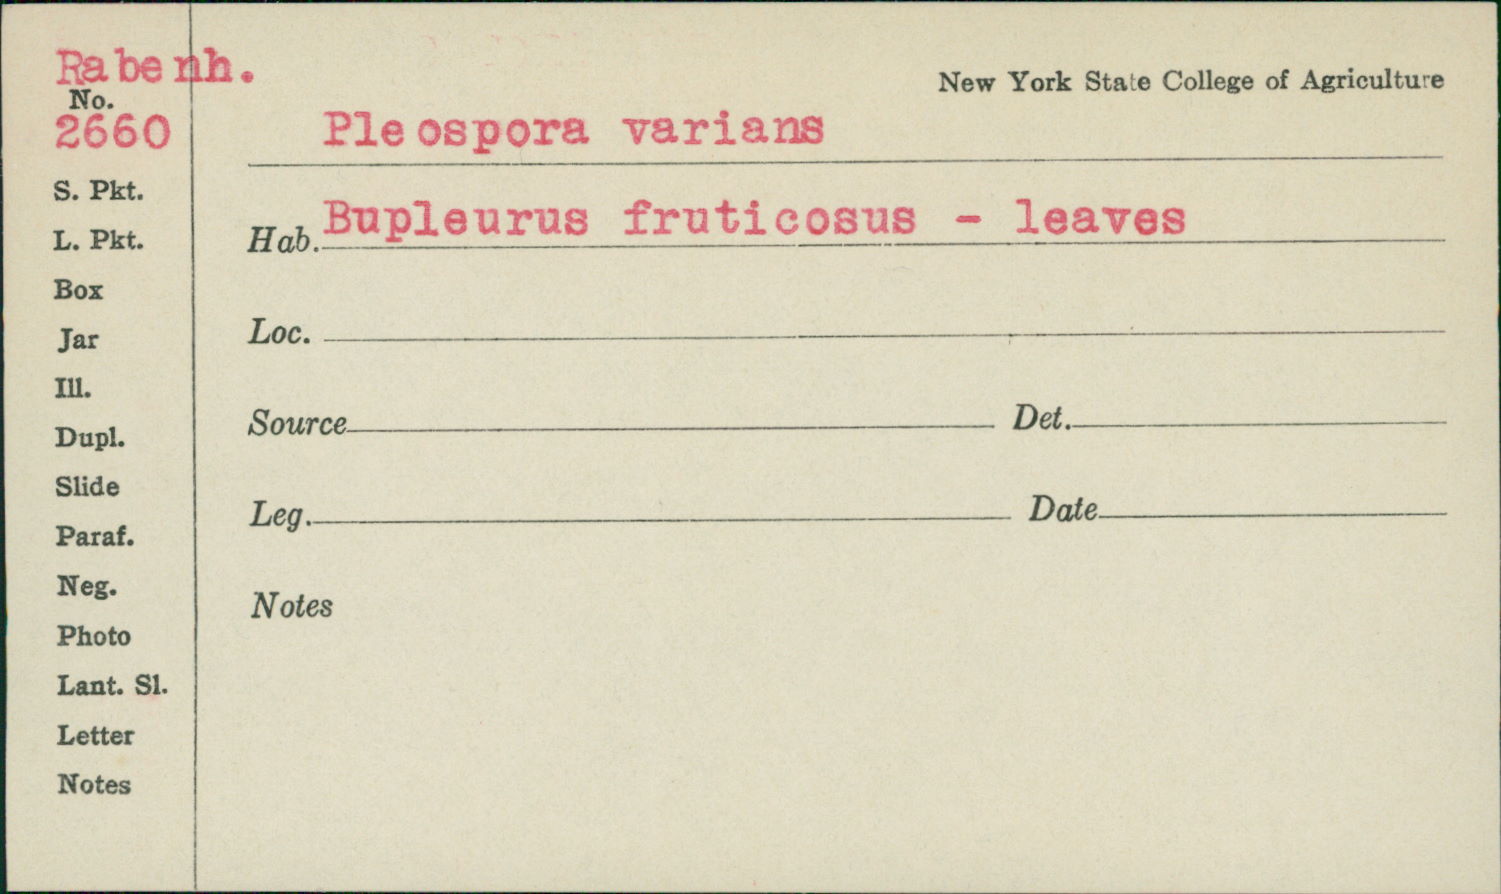 Rabenh.
New York State College of Agriculture
No.
2660
Pleospora varians
S. Pkt.
Hab. Bupleurus fruticosus - leaves
L. Pkt.
Box
Loc.
Jar
Ill.
Source Det.
Dupl.
Slide
Leg. Date
Paraf.
Neg.
Notes
Photo
Lant. Sl.
Letter
Notes